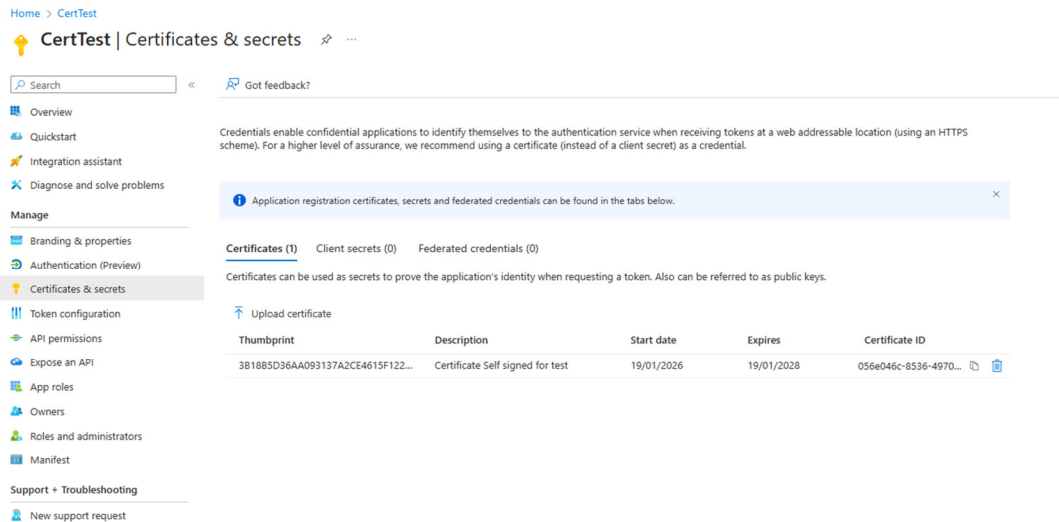 Home > CertTest
CertTest | Certificates & secrets
Search
Got feedback?
Overview
Quickstart
Integration assistant
Diagnose and solve problems
Manage
Branding & properties
Authentication (Preview)
Certificates & secrets
Token configuration
API permissions
Expose an API
App roles
Owners
Roles and administrators
Manifest
Support + Troubleshooting
New support request
Credentials enable confidential applications to identify themselves to the authentication service when receiving tokens at a web addressable location (using an HTTPS
scheme). For a higher level of assurance, we recommend using a certificate (instead of a client secret) as a credential.
Application registration certificates, secrets and federated credentials can be found in the tabs below.
Certificates (1) Client secrets (0) Federated credentials (0)
Certificates can be used as secrets to prove the application's identity when requesting a token. Also can be referred to as public keys.
Upload certificate
Thumbprint Description Start date Expires Certificate ID
3B18B5D36AA093137A2CE4615F122... Certificate Self signed for test 19/01/2026 19/01/2028 056e046c-8536-4970...